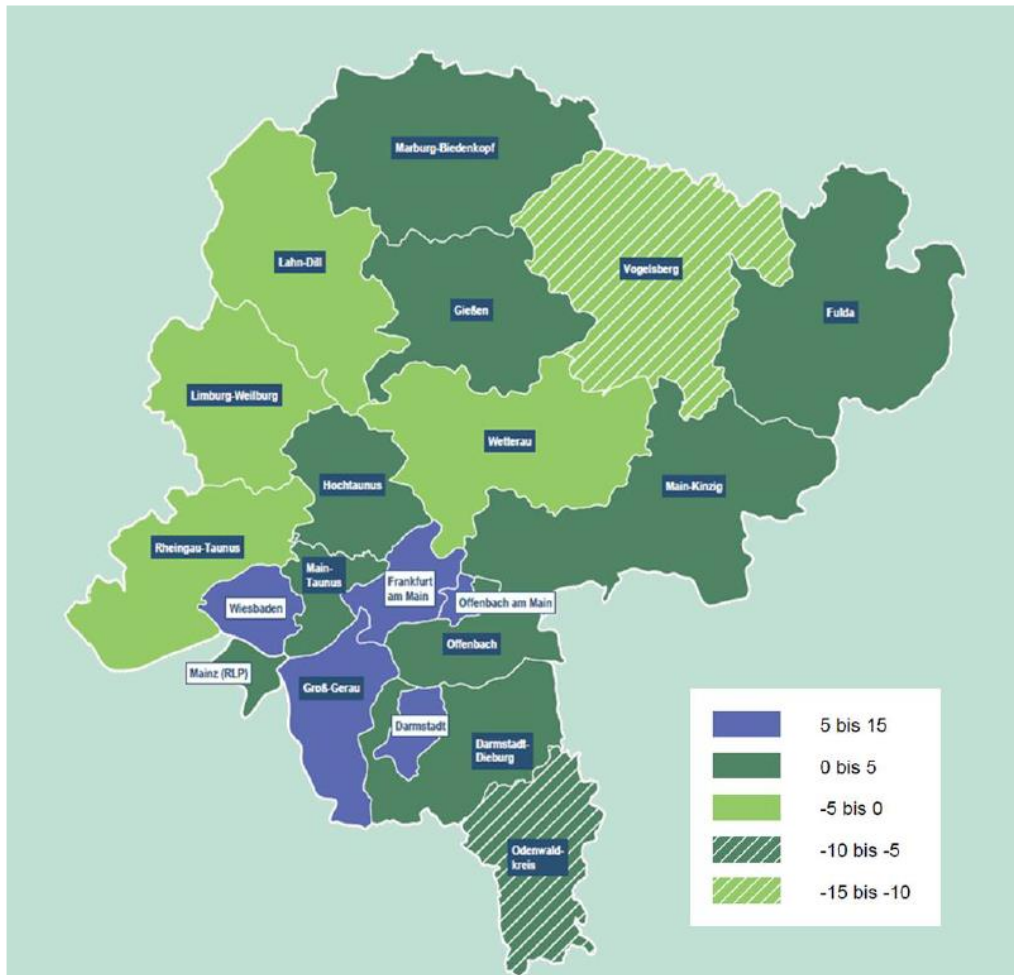 Marburg-Biedenkopf
Lahn-Dill
Vogelsberg
Gießen
Fulda
Limburg-Weilburg
Wetterau
Hochtaunus
Main-Kinzig
Rheingau-Taunus
Main-
Taunus
Frankfurt
am Main
Wiesbaden
Offenbach am Main
Offenbach
Mainz (RLP)
Groß-Gerau
Darmstadt
Darmstadt-
Dieburg
Odenwald-
kreis
5 bis 15
0 bis 5
-5 bis 0
-10 bis -5
-15 bis -10